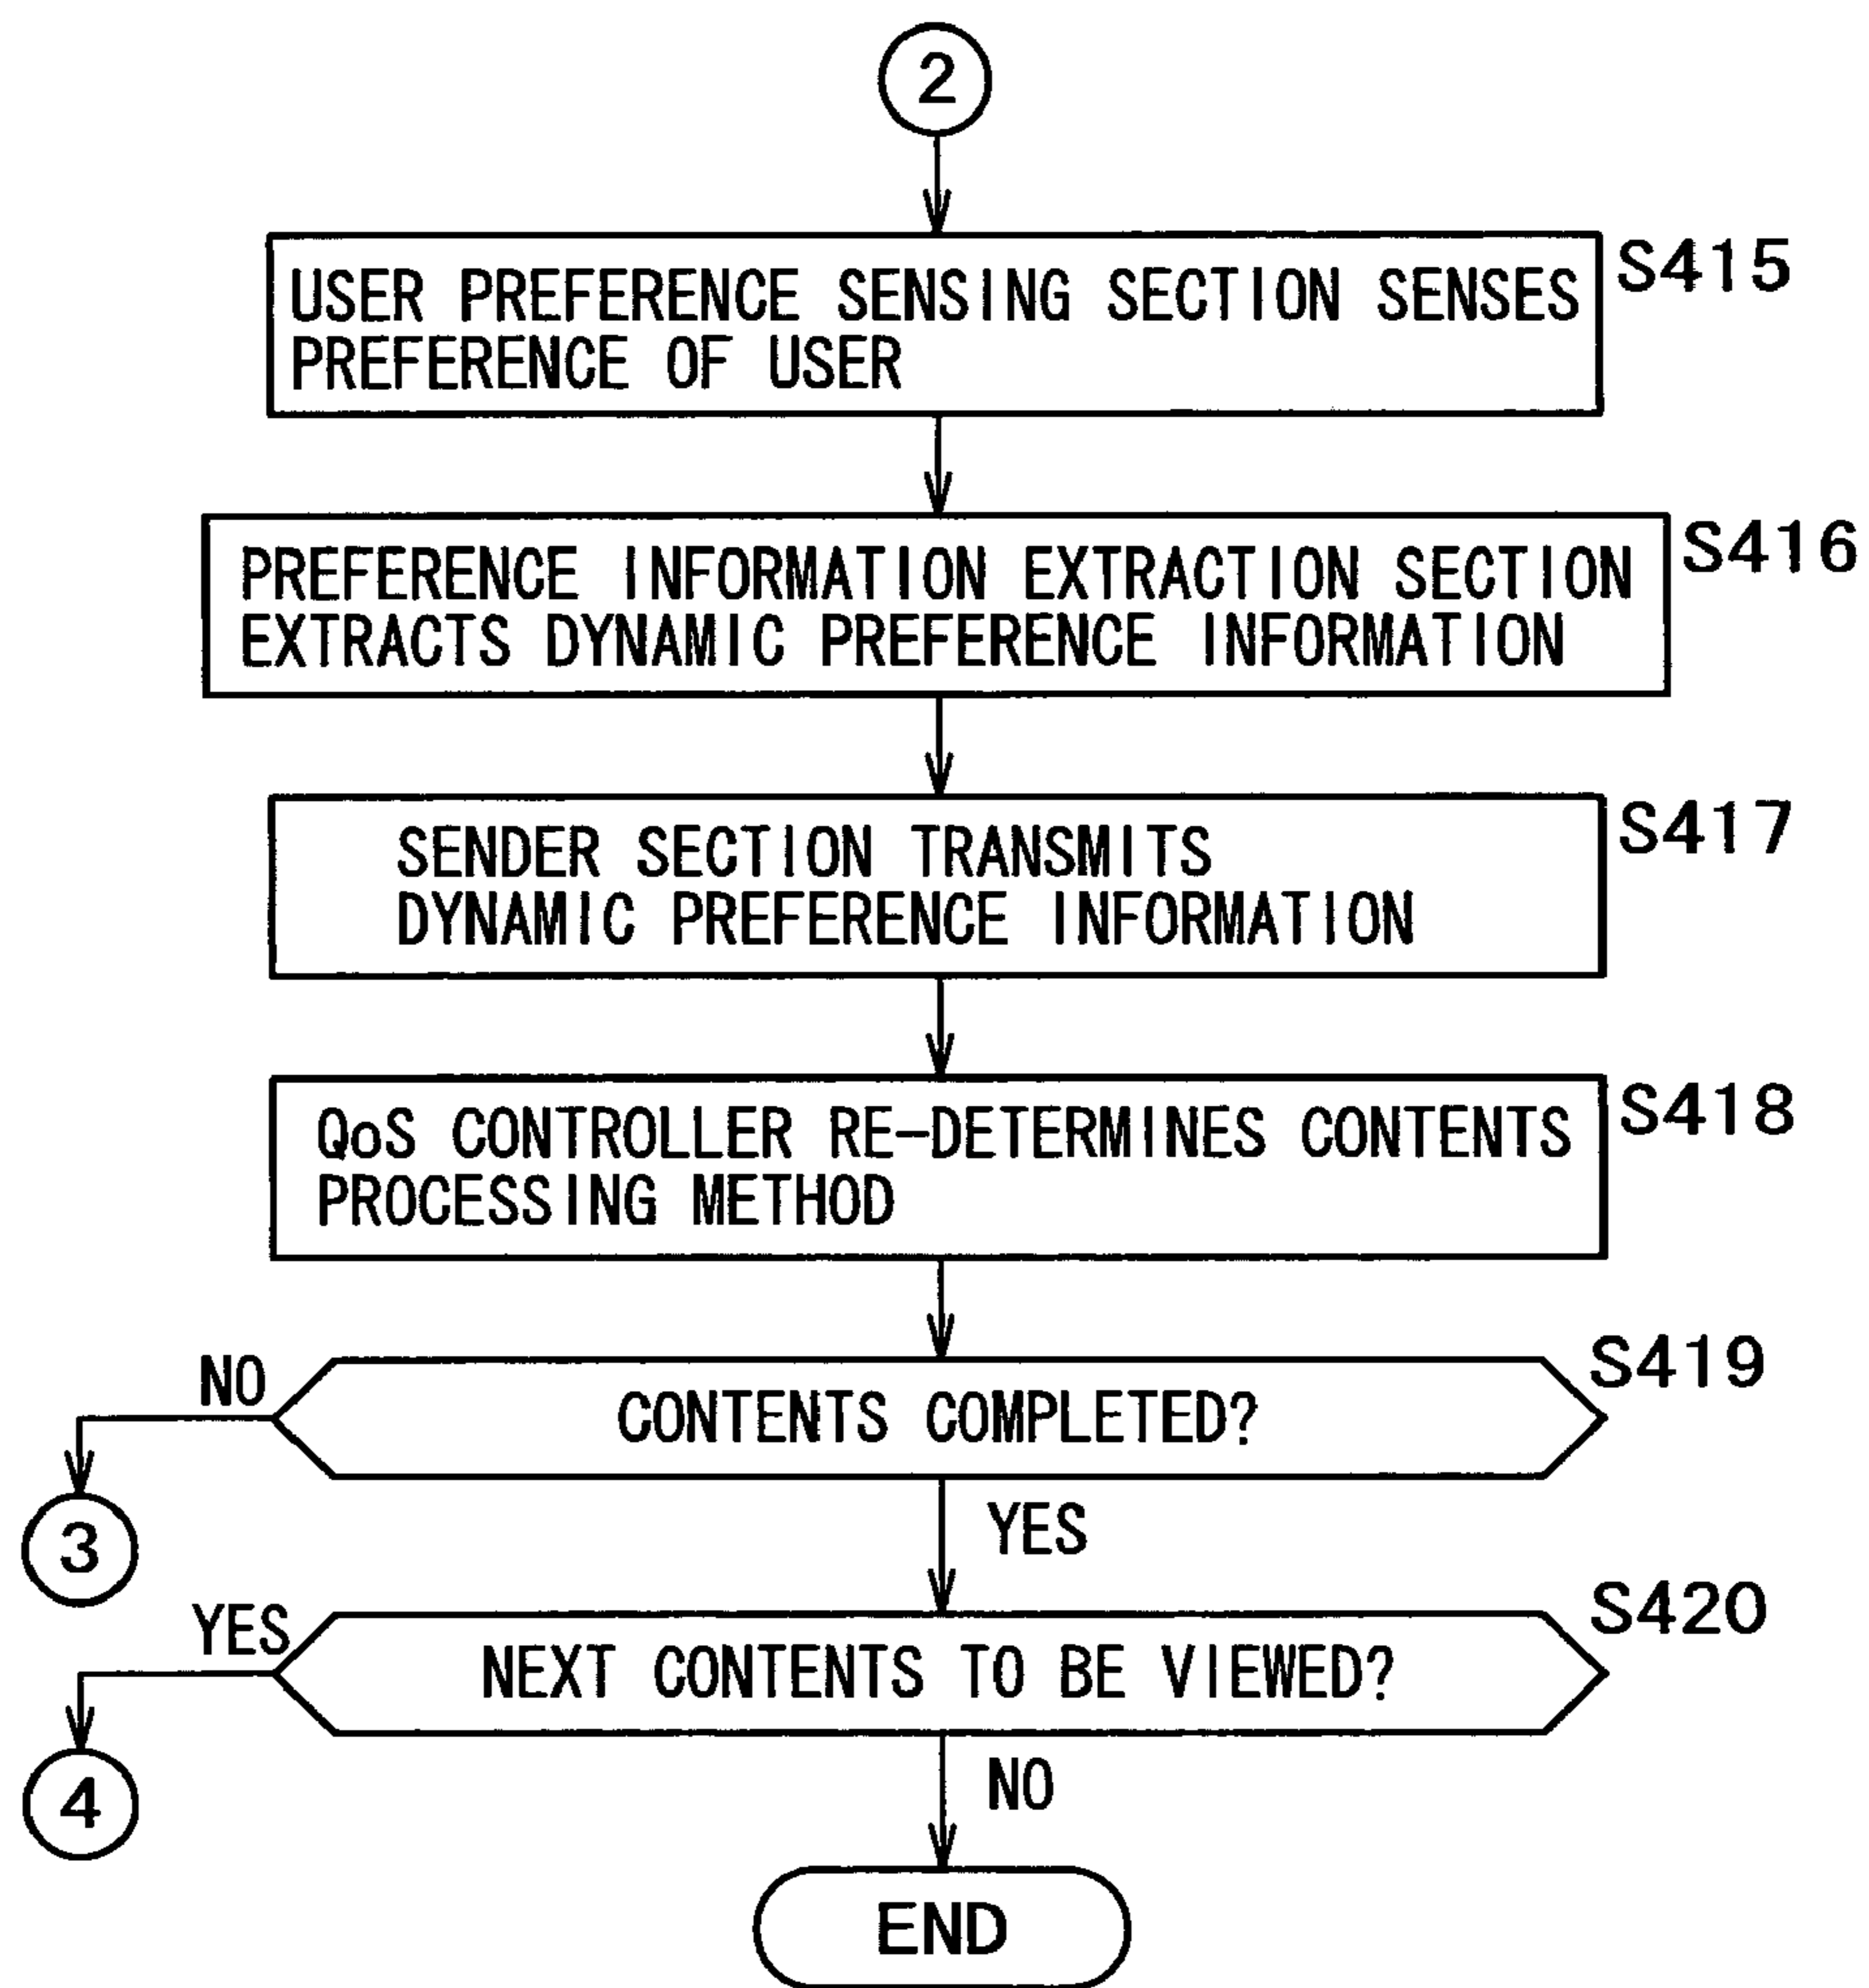 2
USER PREFERENCE SENSING SECTION SENSES
PREFERENCE OF USER
S415
PREFERENCE INFORMATION EXTRACTION SECTION
EXTRACTS DYNAMIC PREFERENCE INFORMATION
S416
SENDER SECTION TRANSMITS
DYNAMIC PREFERENCE INFORMATION
S417
QoS CONTROLLER RE-DETERMINES CONTENTS
PROCESSING METHOD
S418
CONTENTS COMPLETED?
S419
NO
3
YES
NEXT CONTENTS TO BE VIEWED?
S420
YES
4
NO
END